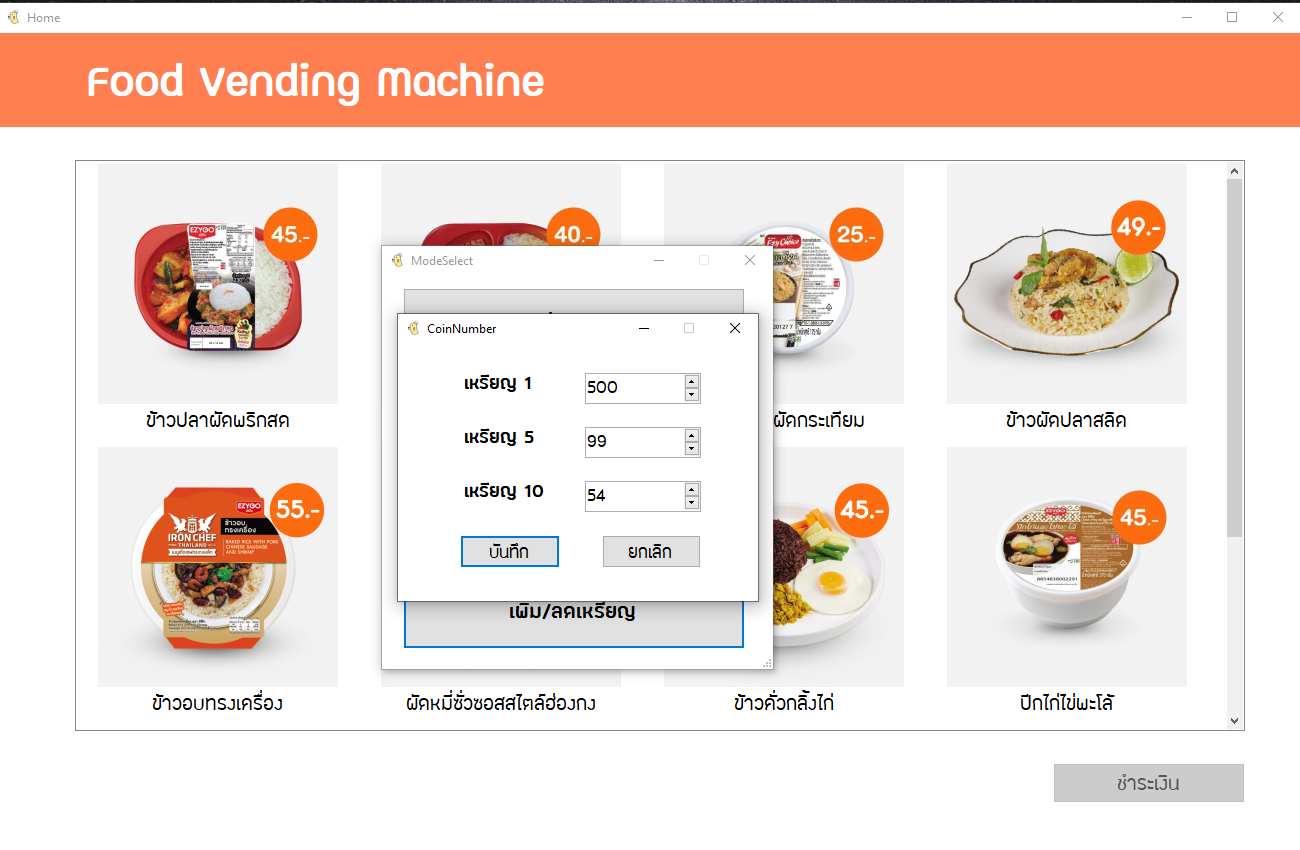 Home
Food Vending Machine
45.-
40.-
25.-
49.-
EZYGO
Ezy Choice
ข้าวปลาผัดพริกสด
ผัดกระเทียม
ข้าวผัดปลาสลิด
ModeSelect
CoinNumber
เหรียญ 1
500
เหรียญ 5
99
เหรียญ 10
54
บันทึก
ยกเลิก
เพิ่ม/ลดเหรียญ
55.-
45.-
45.-
EZYGO
ข้าวอบ
ทรงเครื่อง
IRON CHEF
THAILAND
BAKED RICE WITH PORK
CHINESE SAUSAGE
AND SHRIMP
EZYGO
8854838002291
ข้าวอบทรงเครื่อง
ผัดหมี่ซั่วซอสสไตล์ฮ่องกง
ข้าวคั่วกลิ้งไก่
ปีกไก่ไข่พะโล้
ชำระเงิน